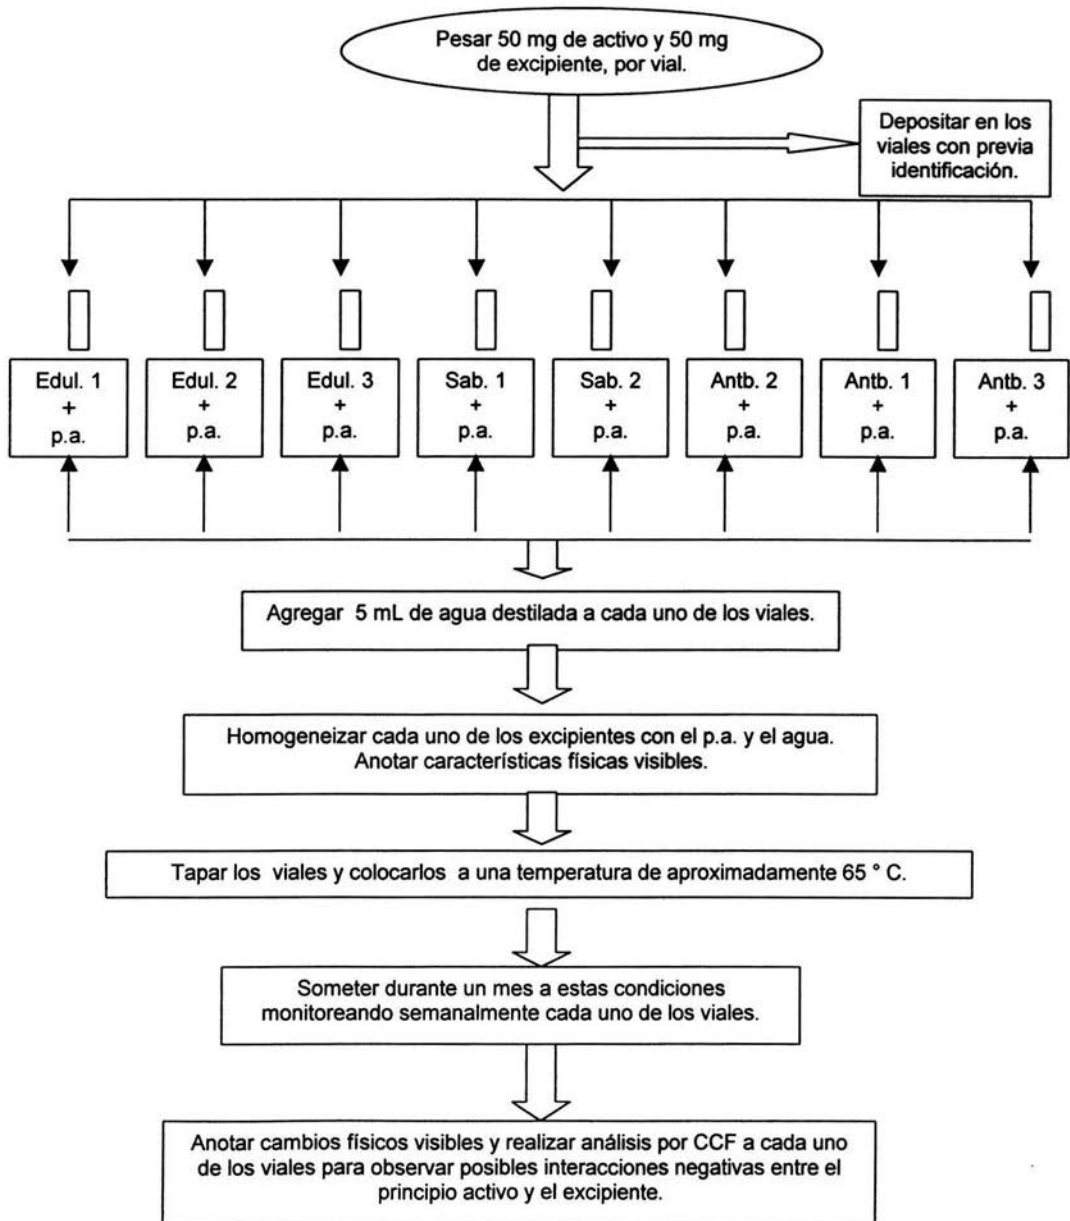 Pesar 50 mg de activo y 50 mg
de excipiente, por vial.
Depositar en los
viales con previa
identificación.
Edul. 1
+
p.a.
Edul. 2
+
p.a.
Edul. 3
+
p.a.
Sab. 1
+
p.a.
Sab. 2
+
p.a.
Antb. 2
+
p.a.
Antb. 1
+
p.a.
Antb. 3
+
p.a.
Agregar 5 mL de agua destilada a cada uno de los viales.
Homogeneizar cada uno de los excipientes con el p.a. y el agua.
Anotar características físicas visibles.
Tapar los viales y colocarlos a una temperatura de aproximadamente 65 ° C.
Someter durante un mes a estas condiciones
monitoreando semanalmente cada uno de los viales.
Anotar cambios físicos visibles y realizar análisis por CCF a cada uno
de los viales para observar posibles interacciones negativas entre el
principio activo y el excipiente.